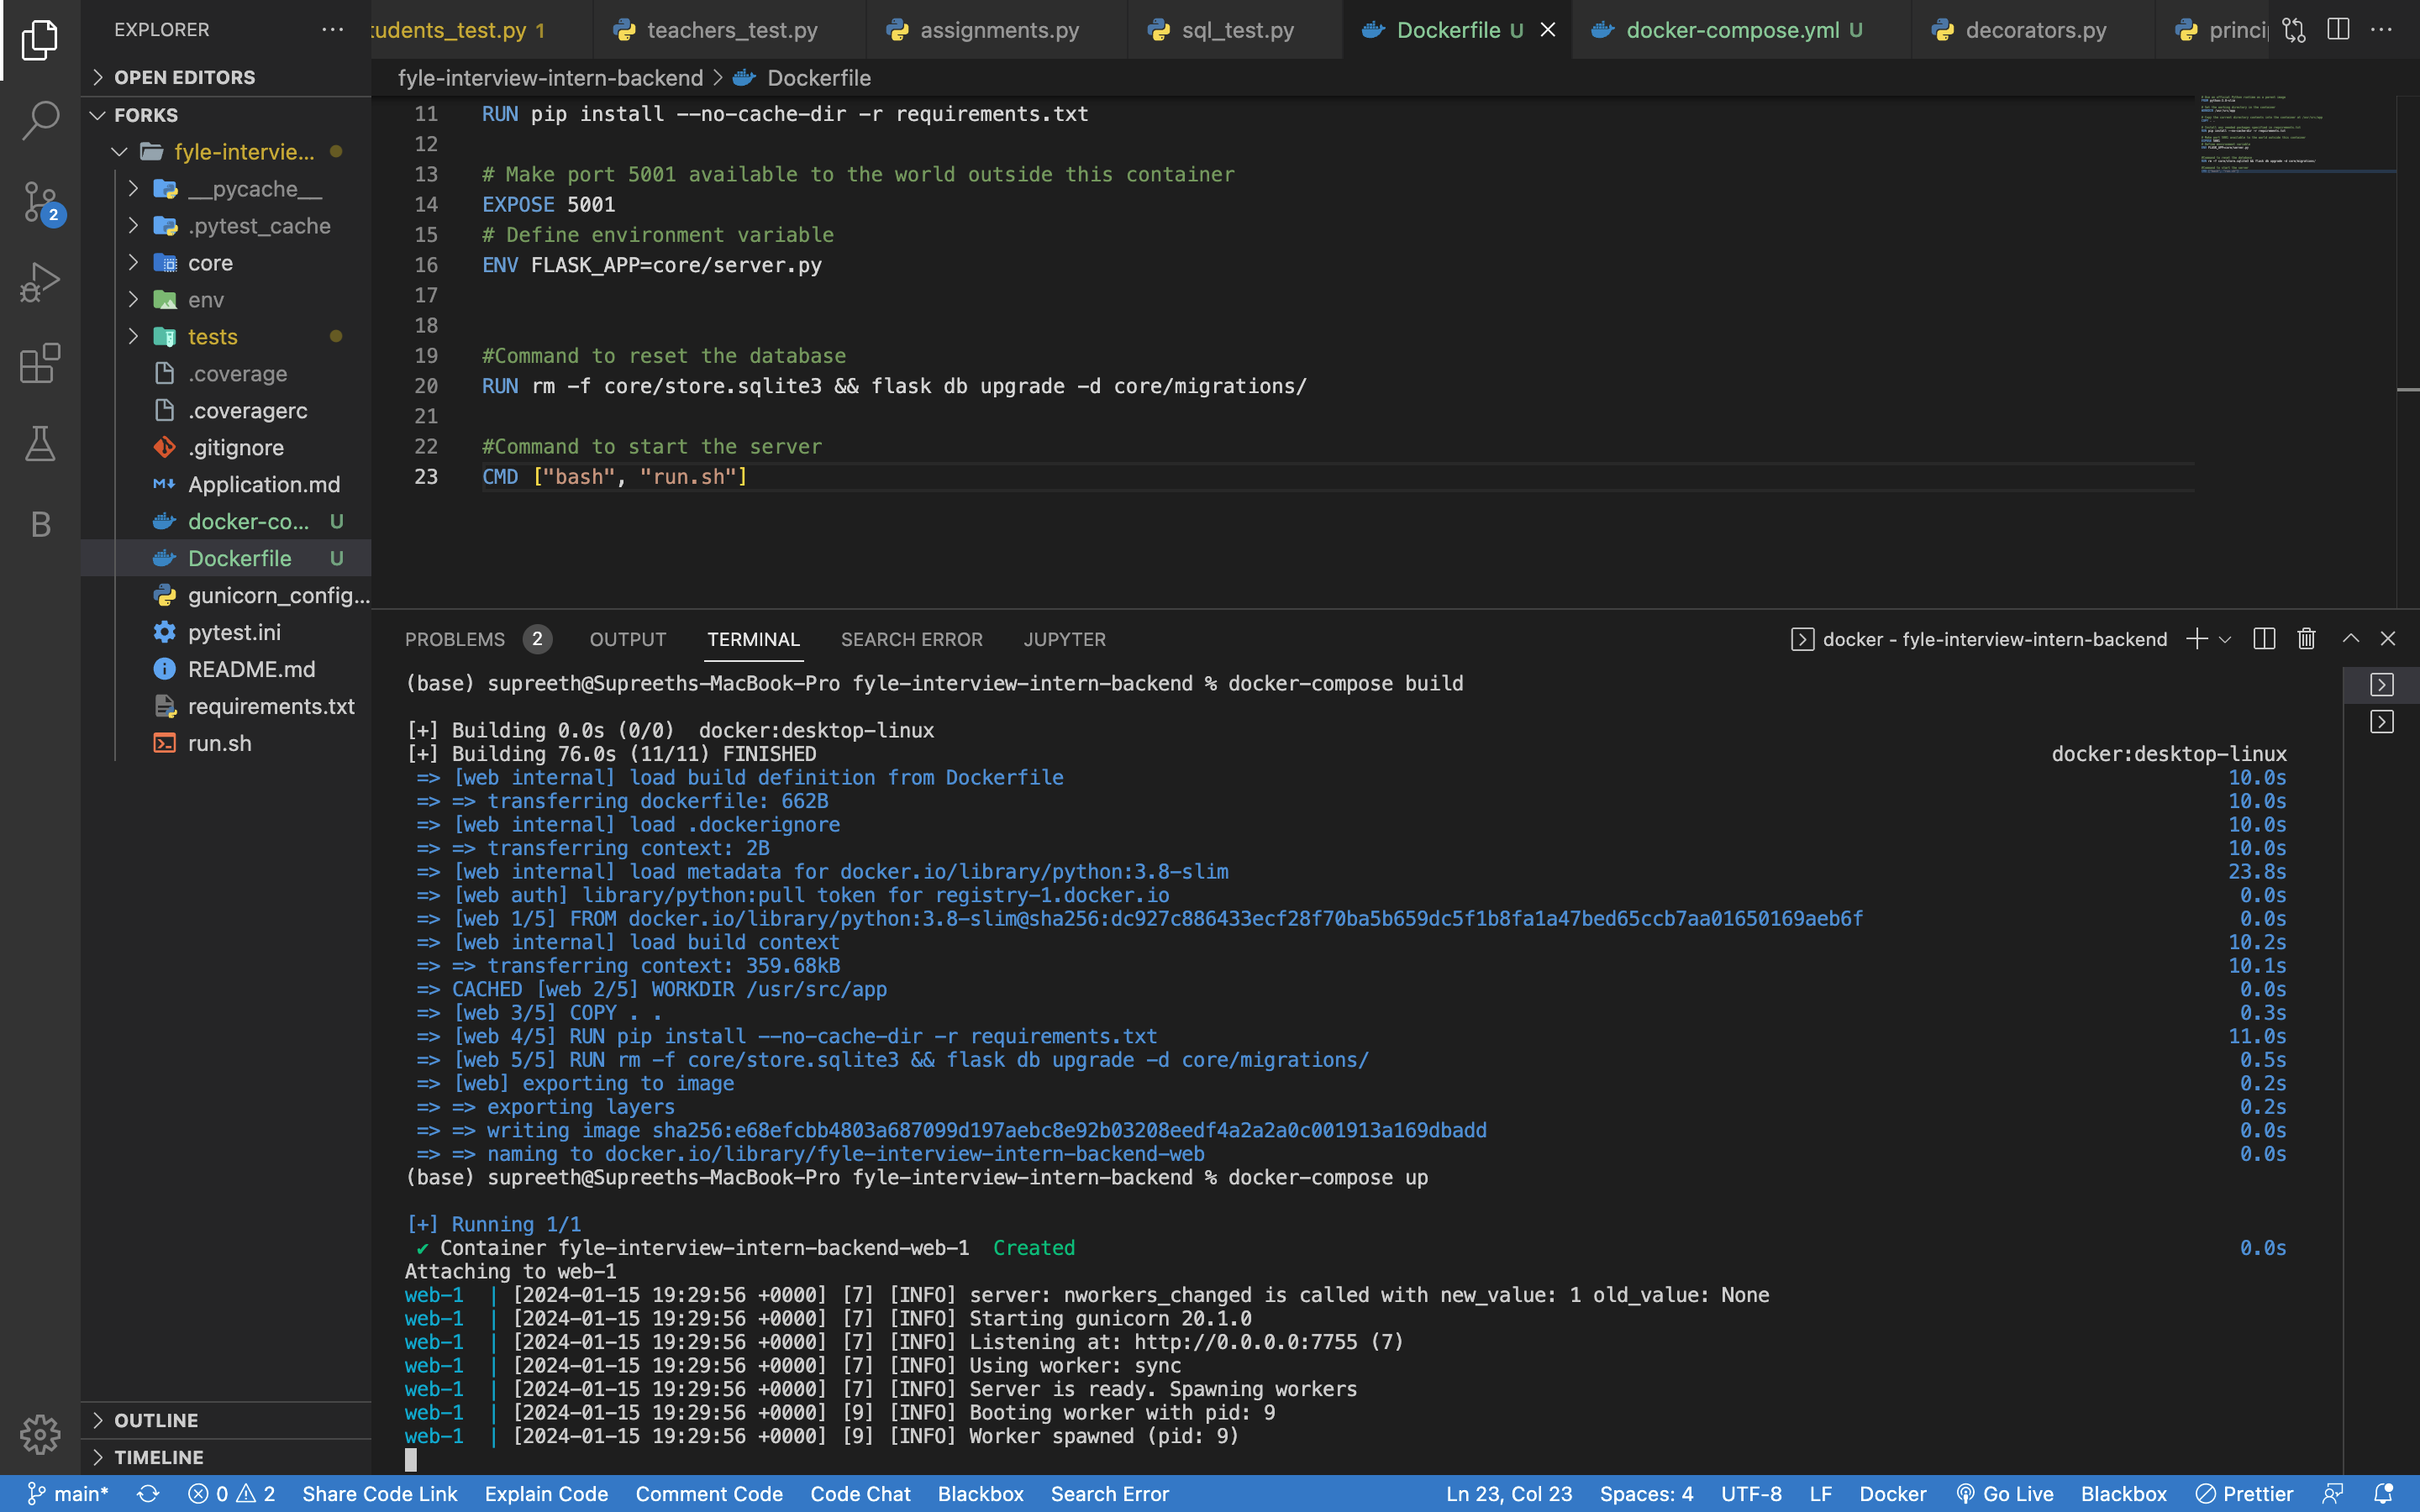 EXPLORER
tudents_test.py 1
teachers_test.py
assignments.py
sql_test.py
Dockerfile U
docker-compose.yml U
decorators.py
princi
OPEN EDITORS
fyle-interview-intern-backend > Dockerfile
FORKS
fyle-intervie...
__pycache__
.pytest_cache
core
env
tests
.coverage
.coveragerc
.gitignore
Application.md
docker-co... U
Dockerfile U
gunicorn_config...
pytest.ini
README.md
requirements.txt
run.sh
OUTLINE
TIMELINE
2
B
11 RUN pip install --no-cache-dir -r requirements.txt
12
13 # Make port 5001 available to the world outside this container
14 EXPOSE 5001
15 # Define environment variable
16 ENV FLASK_APP=core/server.py
17
18
19 #Command to reset the database
20 RUN rm -f core/store.sqlite3 && flask db upgrade -d core/migrations/
21
22 #Command to start the server
23 CMD ["bash", "run.sh"]
PROBLEMS 2 OUTPUT TERMINAL SEARCH ERROR JUPYTER
docker - fyle-interview-intern-backend
(base) supreeth@Supreeths-MacBook-Pro fyle-interview-intern-backend % docker-compose build
[+] Building 0.0s (0/0) docker:desktop-linux
[+] Building 76.0s (11/11) FINISHED docker:desktop-linux
=> [web internal] load build definition from Dockerfile 10.0s
=> => transferring dockerfile: 662B 10.0s
=> [web internal] load .dockerignore 10.0s
=> => transferring context: 2B 10.0s
=> [web internal] load metadata for docker.io/library/python:3.8-slim 23.8s
=> [web auth] library/python:pull token for registry-1.docker.io 0.0s
=> [web 1/5] FROM docker.io/library/python:3.8-slim@sha256:dc927c886433ecf28f70ba5b659dc5f1b8fa1a47bed65ccb7aa01650169aeb6f 0.0s
=> [web internal] load build context 10.2s
=> => transferring context: 359.68kB 10.1s
=> CACHED [web 2/5] WORKDIR /usr/src/app 0.0s
=> [web 3/5] COPY . . 0.3s
=> [web 4/5] RUN pip install --no-cache-dir -r requirements.txt 11.0s
=> [web 5/5] RUN rm -f core/store.sqlite3 && flask db upgrade -d core/migrations/ 0.5s
=> [web] exporting to image 0.2s
=> => exporting layers 0.2s
=> => writing image sha256:e68efcbb4803a687099d197aebc8e92b03208eedf4a2a2a0c001913a169dbadd 0.0s
=> => naming to docker.io/library/fyle-interview-intern-backend-web 0.0s
(base) supreeth@Supreeths-MacBook-Pro fyle-interview-intern-backend % docker-compose up
[+] Running 1/1
✔ Container fyle-interview-intern-backend-web-1 Created 0.0s
Attaching to web-1
web-1 | [2024-01-15 19:29:56 +0000] [7] [INFO] server: nworkers_changed is called with new_value: 1 old_value: None
web-1 | [2024-01-15 19:29:56 +0000] [7] [INFO] Starting gunicorn 20.1.0
web-1 | [2024-01-15 19:29:56 +0000] [7] [INFO] Listening at: http://0.0.0.0:7755 (7)
web-1 | [2024-01-15 19:29:56 +0000] [7] [INFO] Using worker: sync
web-1 | [2024-01-15 19:29:56 +0000] [7] [INFO] Server is ready. Spawning workers
web-1 | [2024-01-15 19:29:56 +0000] [9] [INFO] Booting worker with pid: 9
web-1 | [2024-01-15 19:29:56 +0000] [9] [INFO] Worker spawned (pid: 9)
main* 0 2 Share Code Link Explain Code Comment Code Code Chat Blackbox Search Error Ln 23, Col 23 Spaces: 4 UTF-8 LF Docker Go Live Blackbox Prettier